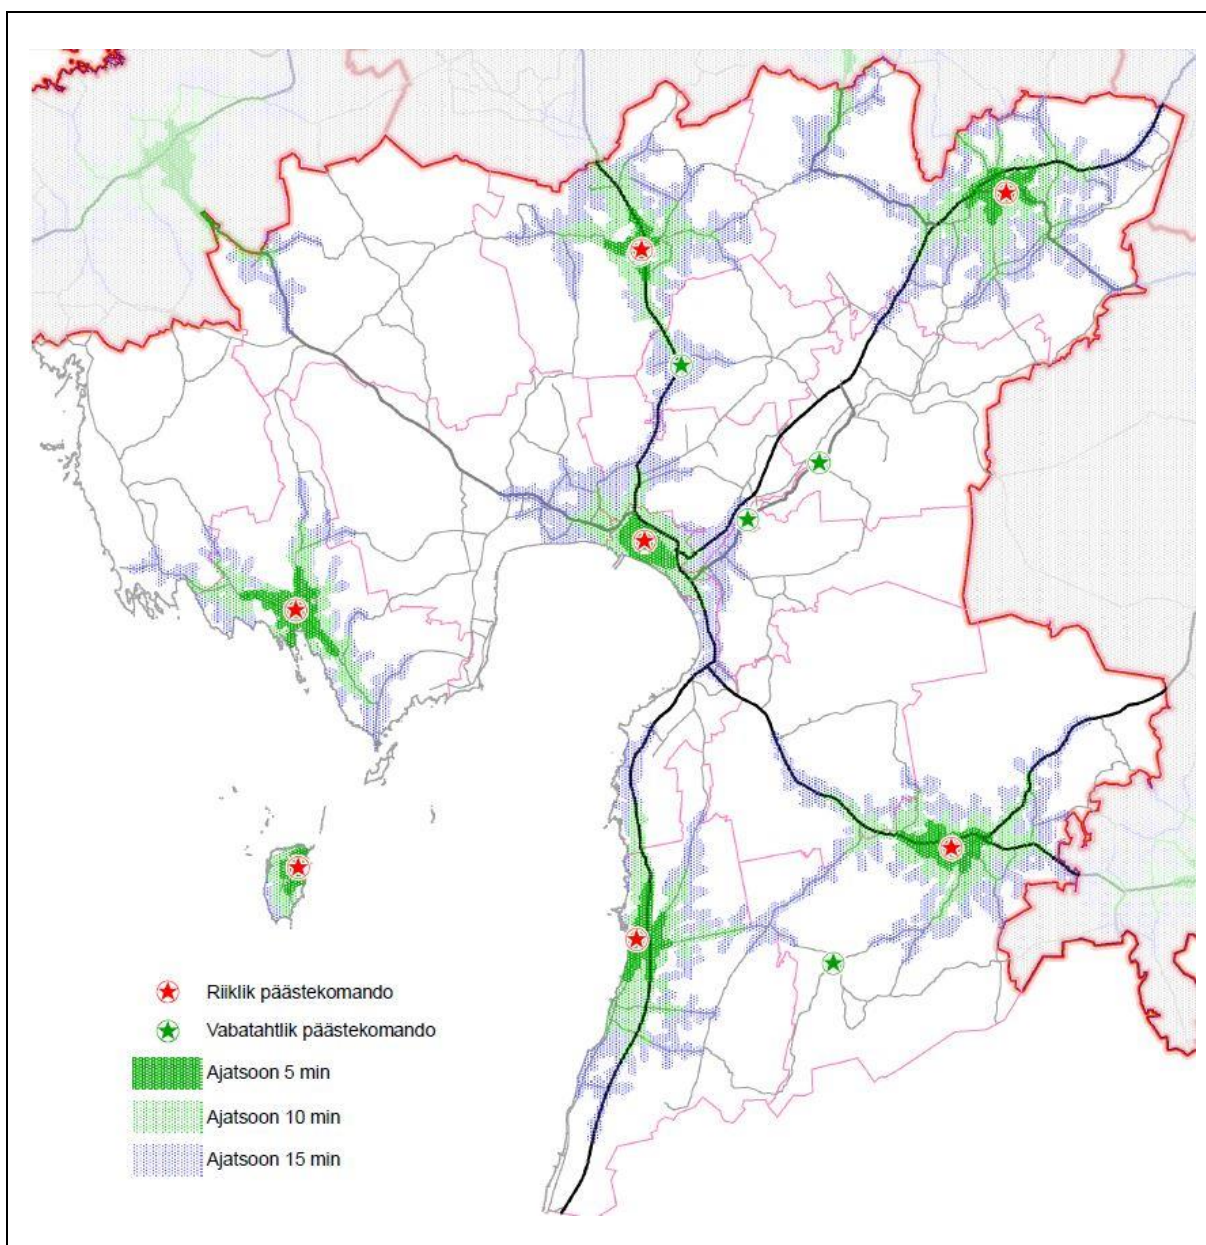 Riiklik päästekomando
Vabatahtlik päästekomando
Ajatsoon 5 min
Ajatsoon 10 min
Ajatsoon 15 min